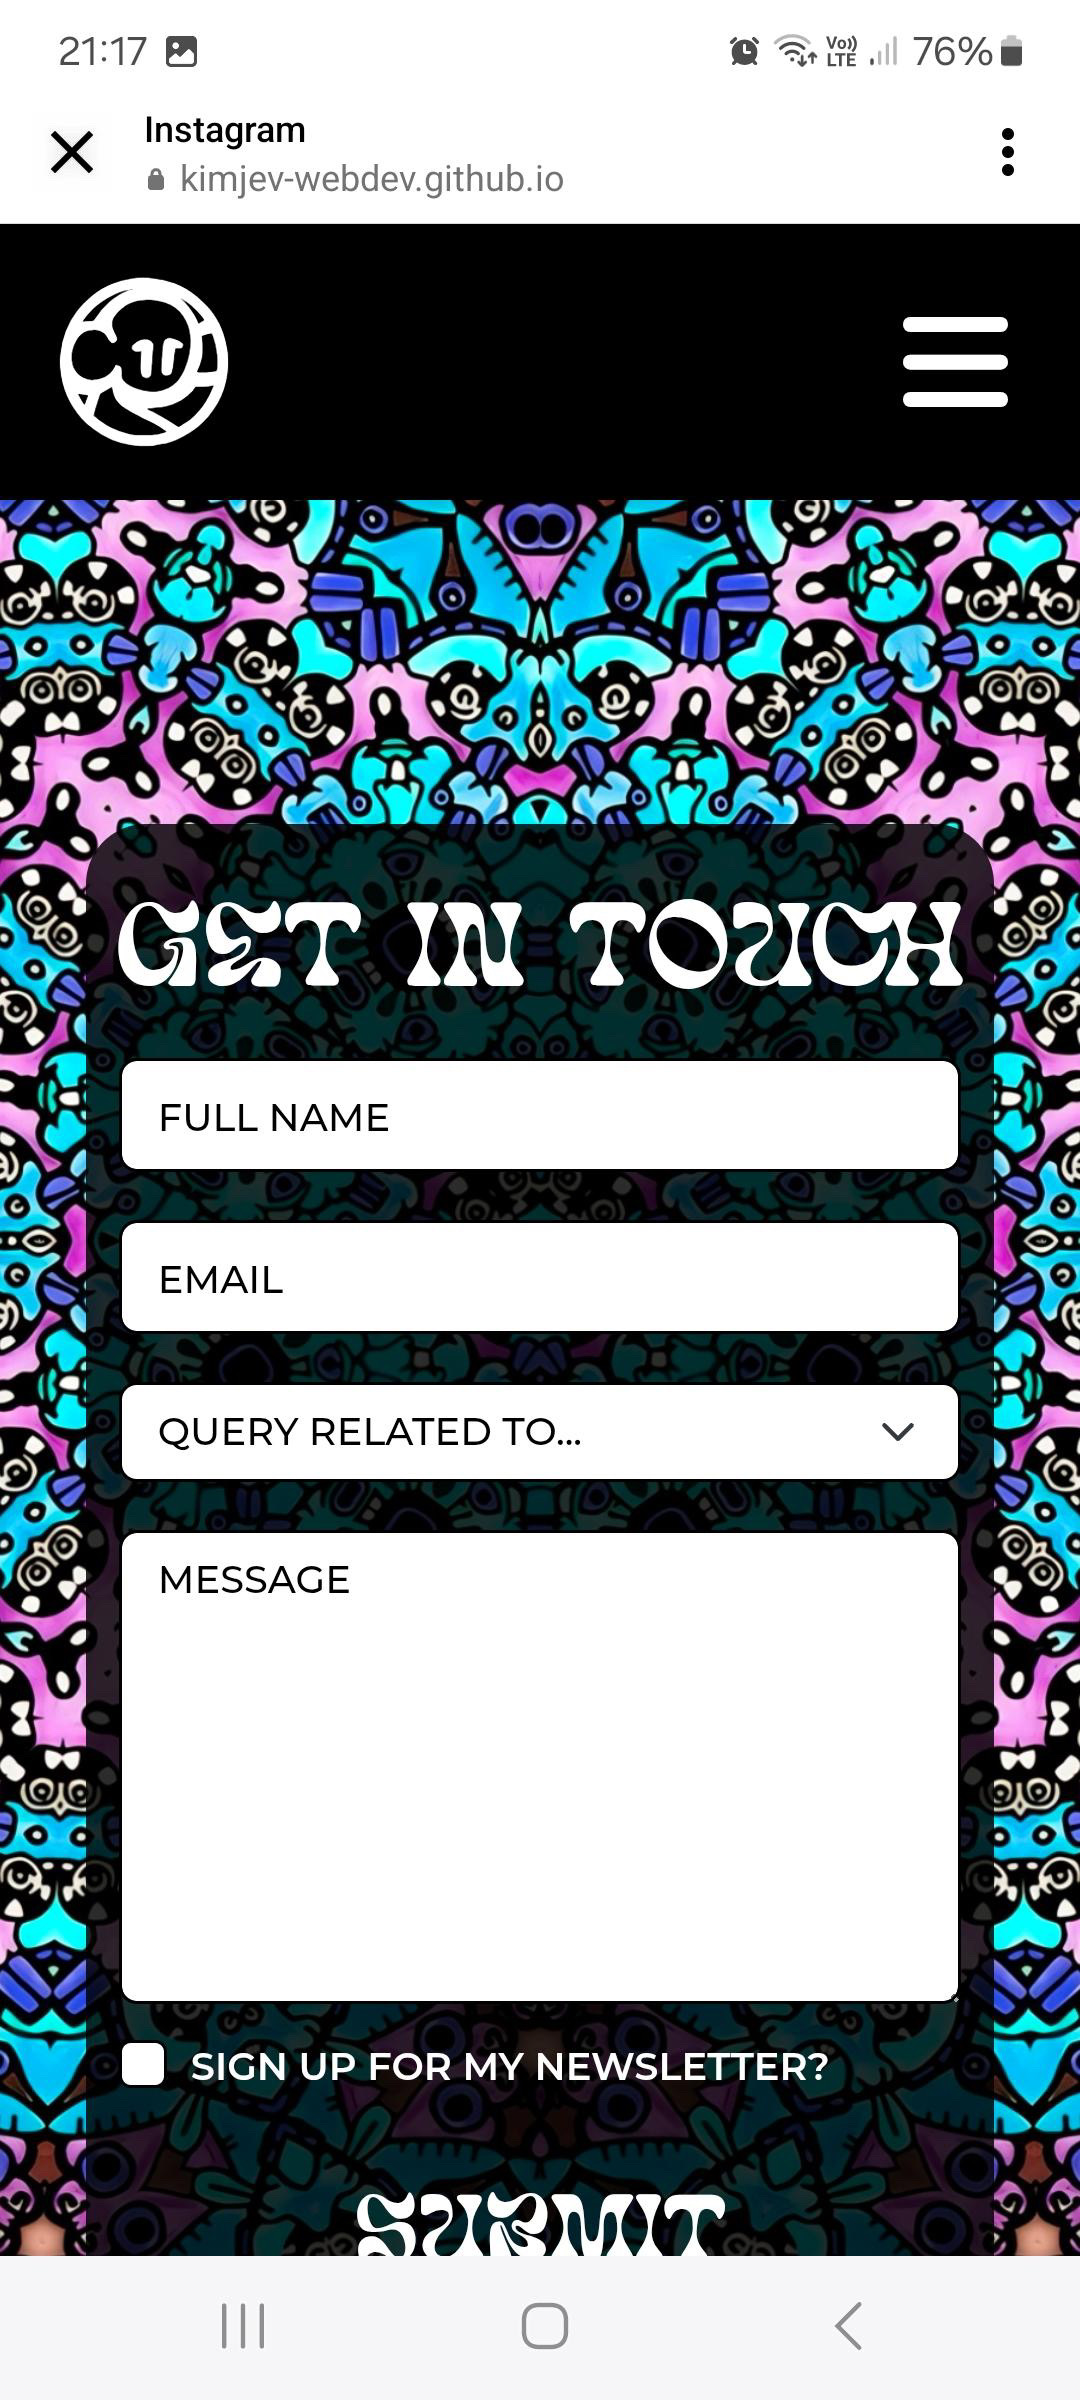 21:17
Vo)) LTE 76%
Instagram
kimjev-webdev.github.io
GET IN TOUCH
FULL NAME
EMAIL
QUERY RELATED TO...
MESSAGE
SIGN UP FOR MY NEWSLETTER?
SUBMIT